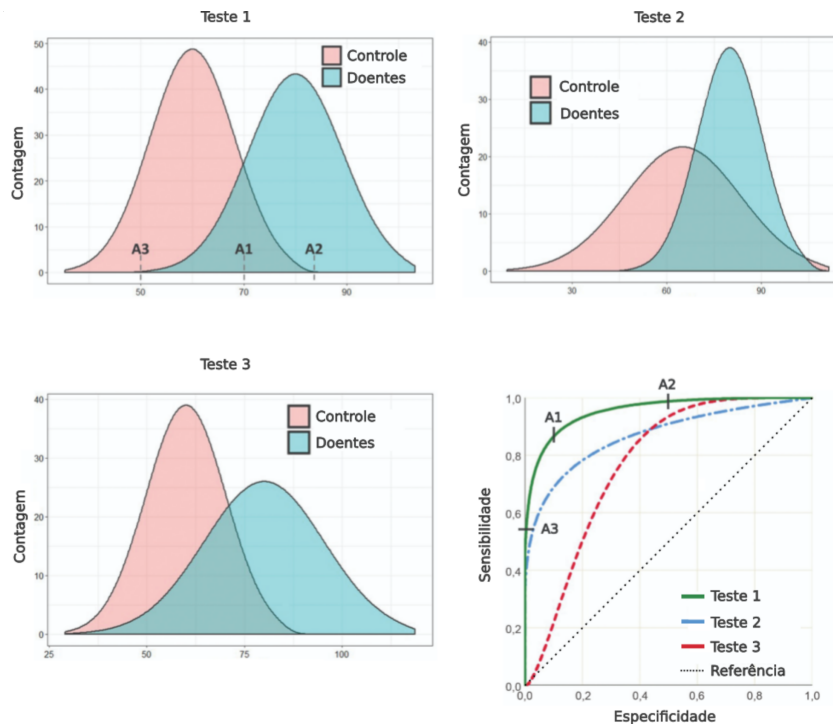 Teste 1
Contagem
50
40
30
20
10
0
Controle
Doentes
A3
A1
A2
50
70
90
Teste 2
Contagem
40
30
20
10
0
Controle
Doentes
30
60
90
Teste 3
Contagem
40
30
20
10
0
Controle
Doentes
25
50
75
100
Sensibilidade
1,0
0,8
0,6
0,4
0,2
0,0
A1
A2
A3
Teste 1
Teste 2
Teste 3
Referência
0,0
0,2
0,4
0,6
0,8
1,0
Especificidade